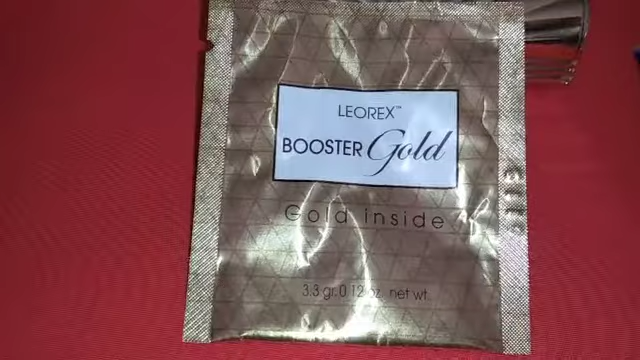 LEOREX™
BOOSTER Gold
Gold inside
3.3 gr. 0.12 oz. net wt.